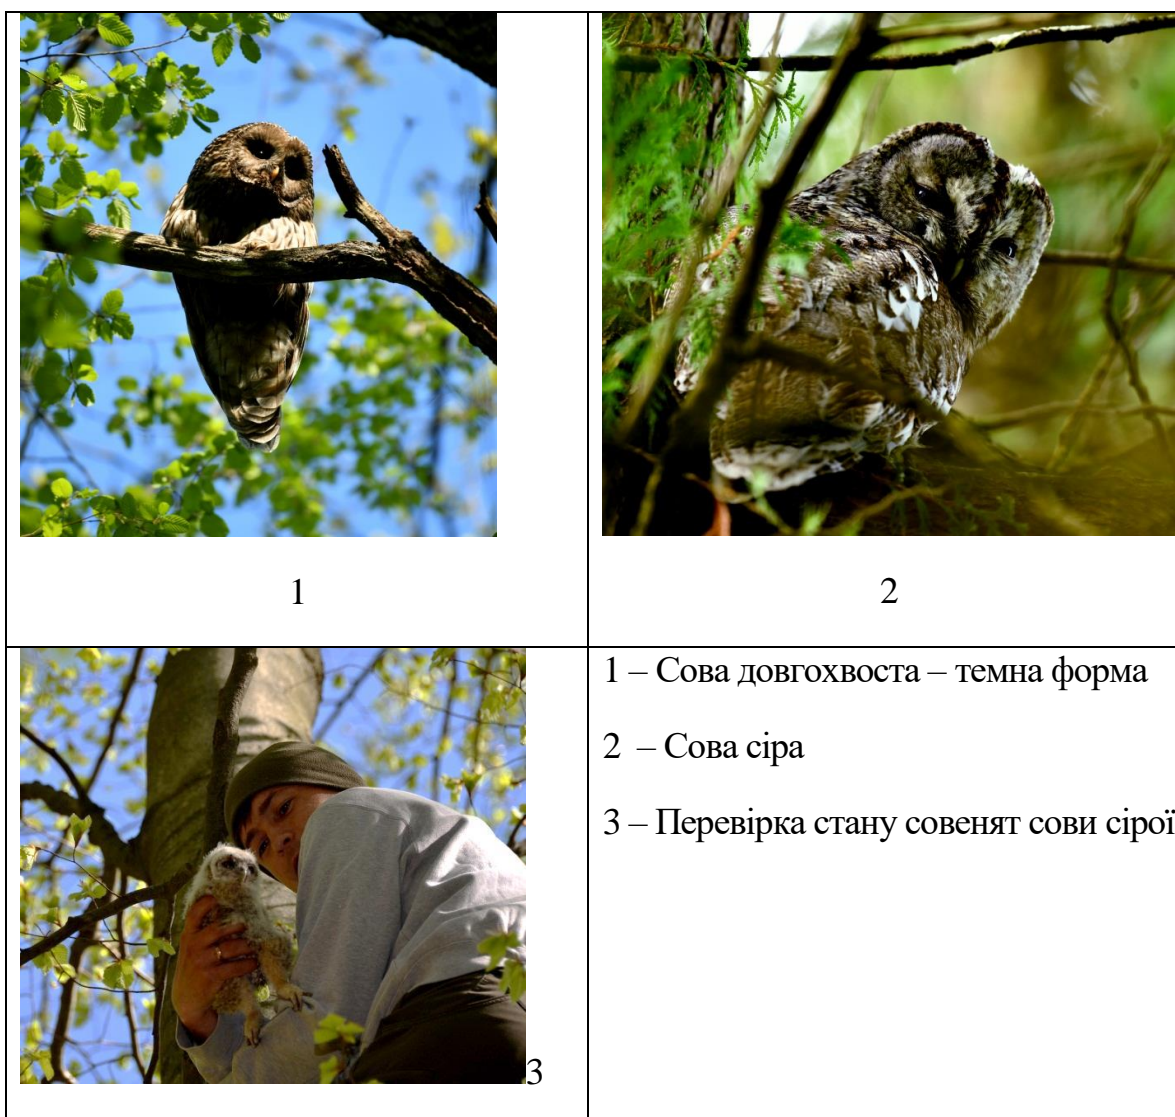 1
2
3
1 – Сова довгохвоста – темна форма
2 – Сова сіра
3 – Перевірка стану совенят сови сірої